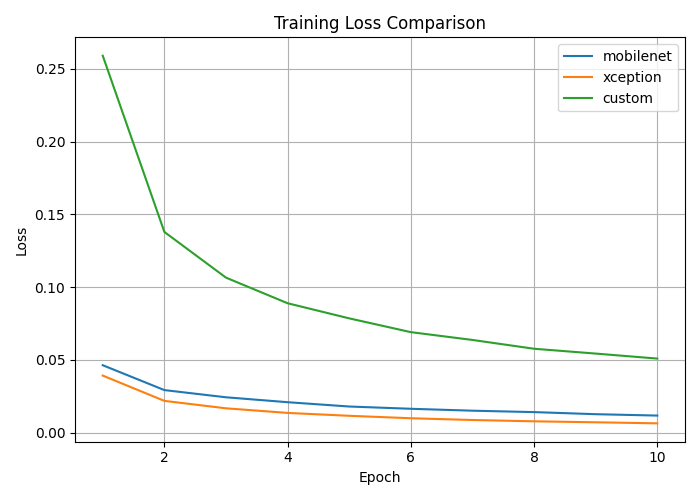 Training Loss Comparison
mobilenet
xception
custom
0.25
0.20
0.15
0.10
0.05
0.00
Loss
2 4 6 8 10
Epoch